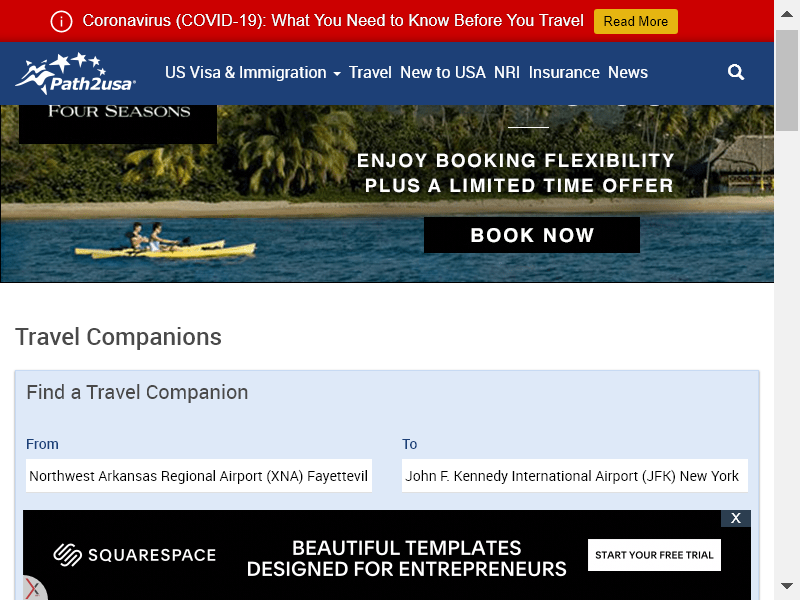 Coronavirus (COVID-19): What You Need to Know Before You Travel Read More
Path2usa
US Visa & Immigration Travel New to USA NRI Insurance News
FOUR SEASONS
ENJOY BOOKING FLEXIBILITY
PLUS A LIMITED TIME OFFER
BOOK NOW
Travel Companions
Find a Travel Companion
From To
Northwest Arkansas Regional Airport (XNA) Fayettevil John F. Kennedy International Airport (JFK) New York
X
SQUARESPACE
BEAUTIFUL TEMPLATES
DESIGNED FOR ENTREPRENEURS
START YOUR FREE TRIAL